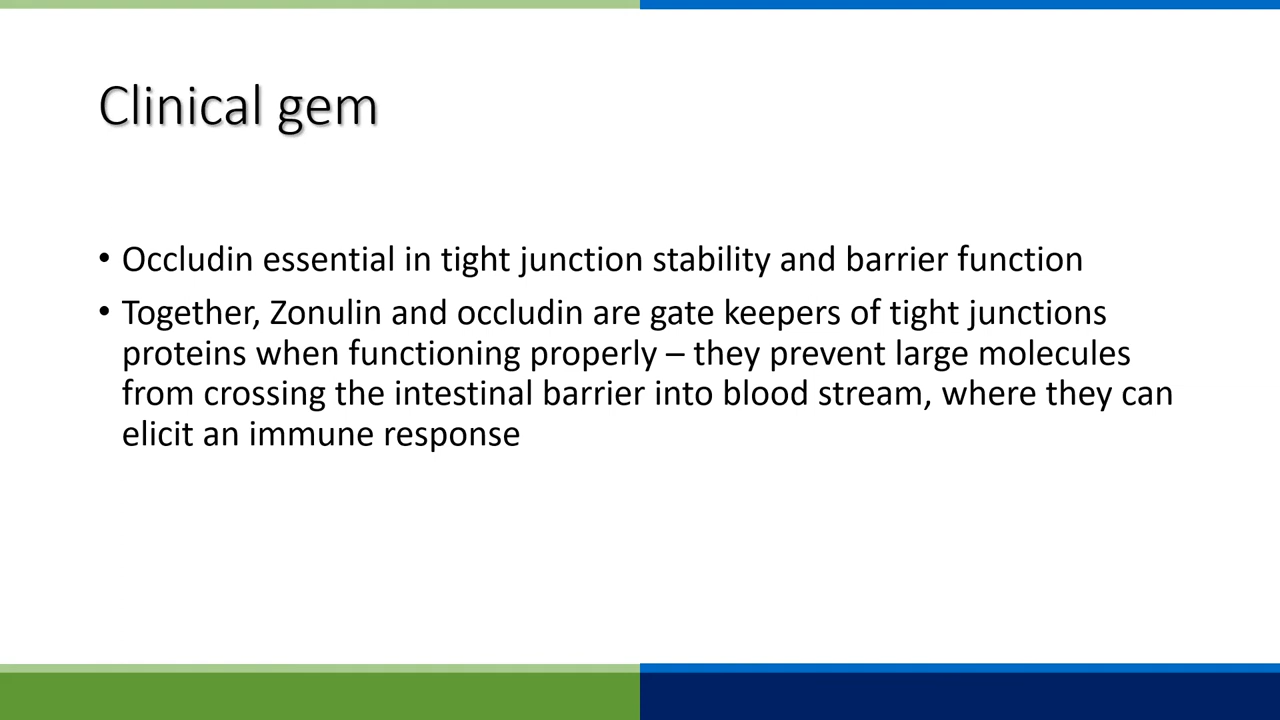 Clinical gem
• Occludin essential in tight junction stability and barrier function
• Together, Zonulin and occludin are gate keepers of tight junctions
proteins when functioning properly – they prevent large molecules
from crossing the intestinal barrier into blood stream, where they can
elicit an immune response